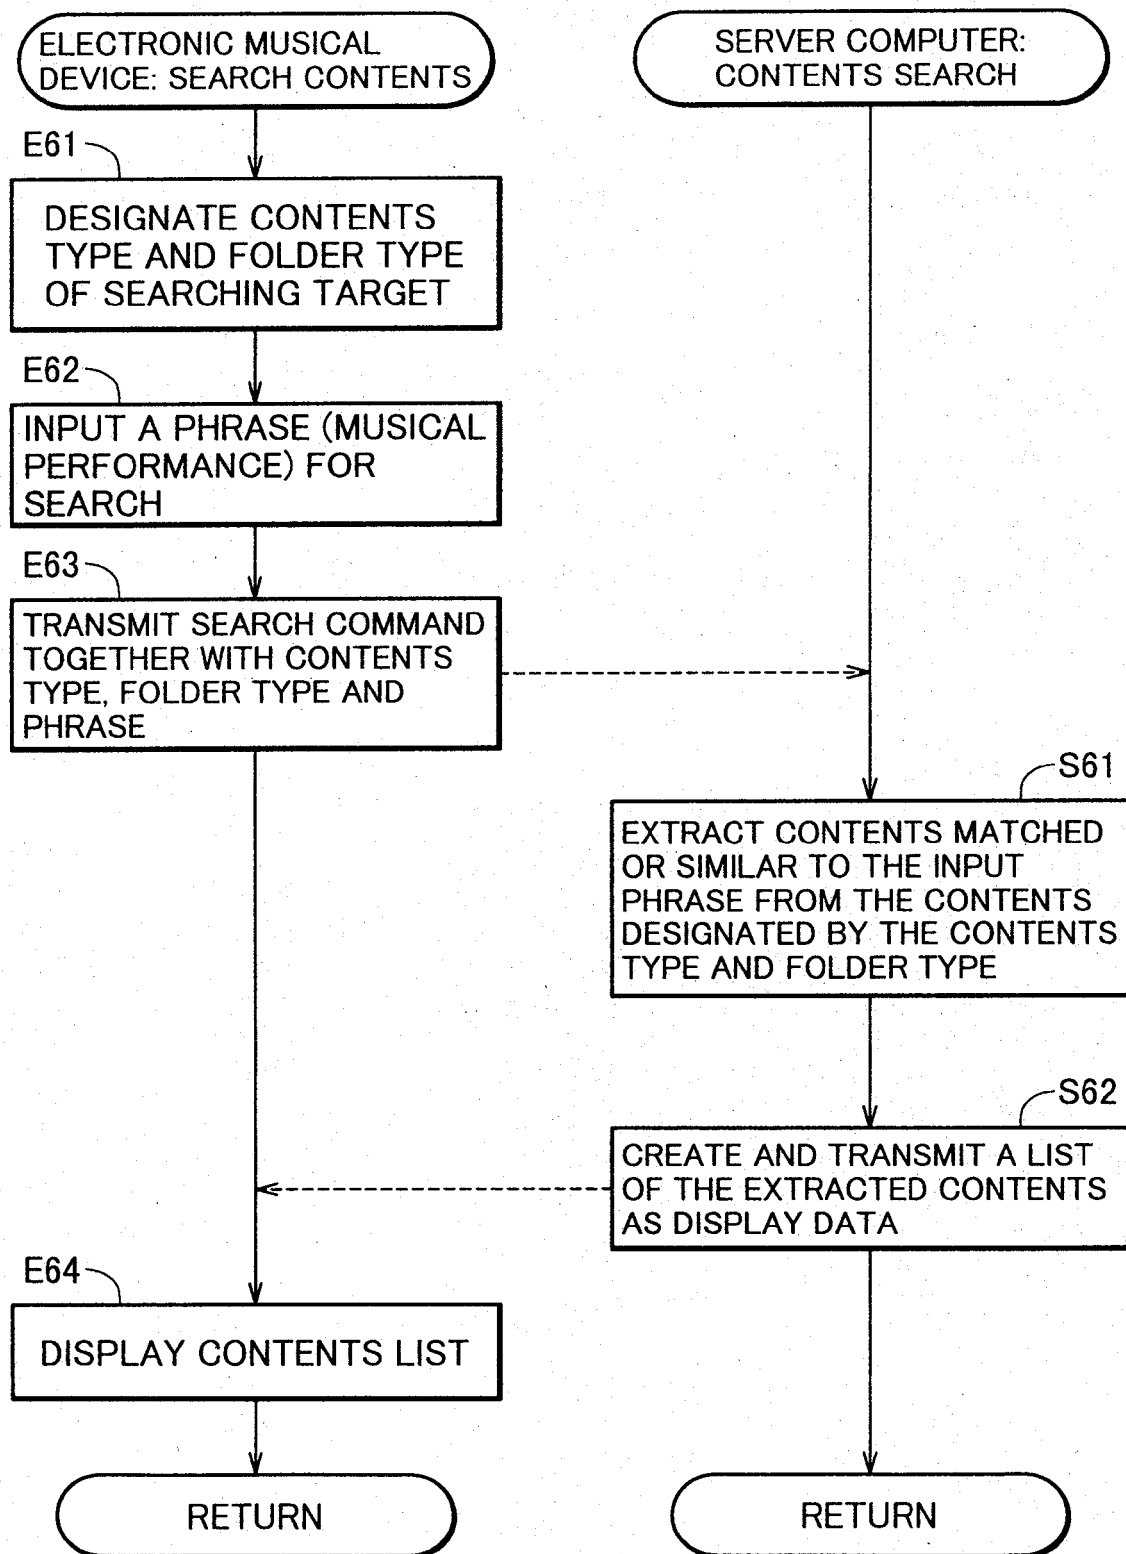 ELECTRONIC MUSICAL
DEVICE: SEARCH CONTENTS
SERVER COMPUTER:
CONTENTS SEARCH
E61
DESIGNATE CONTENTS
TYPE AND FOLDER TYPE
OF SEARCHING TARGET
E62
INPUT A PHRASE (MUSICAL
PERFORMANCE) FOR
SEARCH
E63
TRANSMIT SEARCH COMMAND
TOGETHER WITH CONTENTS
TYPE, FOLDER TYPE AND
PHRASE
S61
EXTRACT CONTENTS MATCHED
OR SIMILAR TO THE INPUT
PHRASE FROM THE CONTENTS
DESIGNATED BY THE CONTENTS
TYPE AND FOLDER TYPE
S62
CREATE AND TRANSMIT A LIST
OF THE EXTRACTED CONTENTS
AS DISPLAY DATA
E64
DISPLAY CONTENTS LIST
RETURN
RETURN